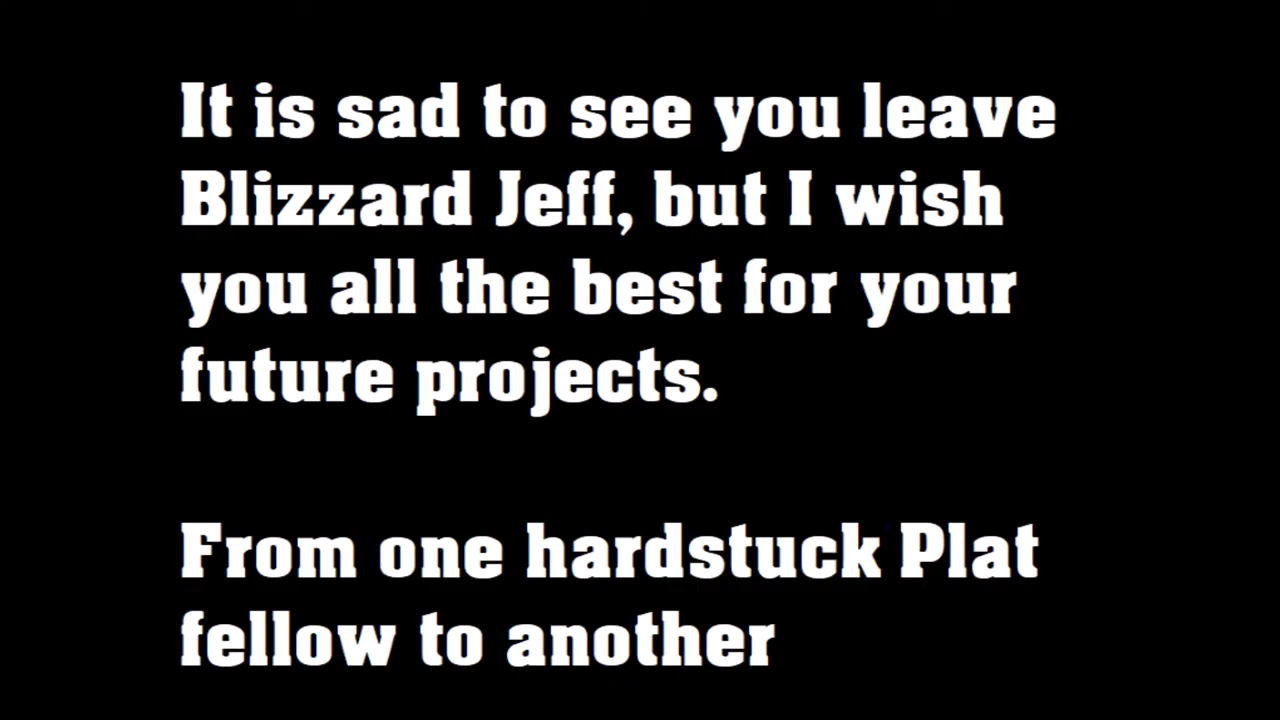 It is sad to see you leave
Blizzard Jeff, but I wish
you all the best for your
future projects.
From one hardstuck Plat
fellow to another